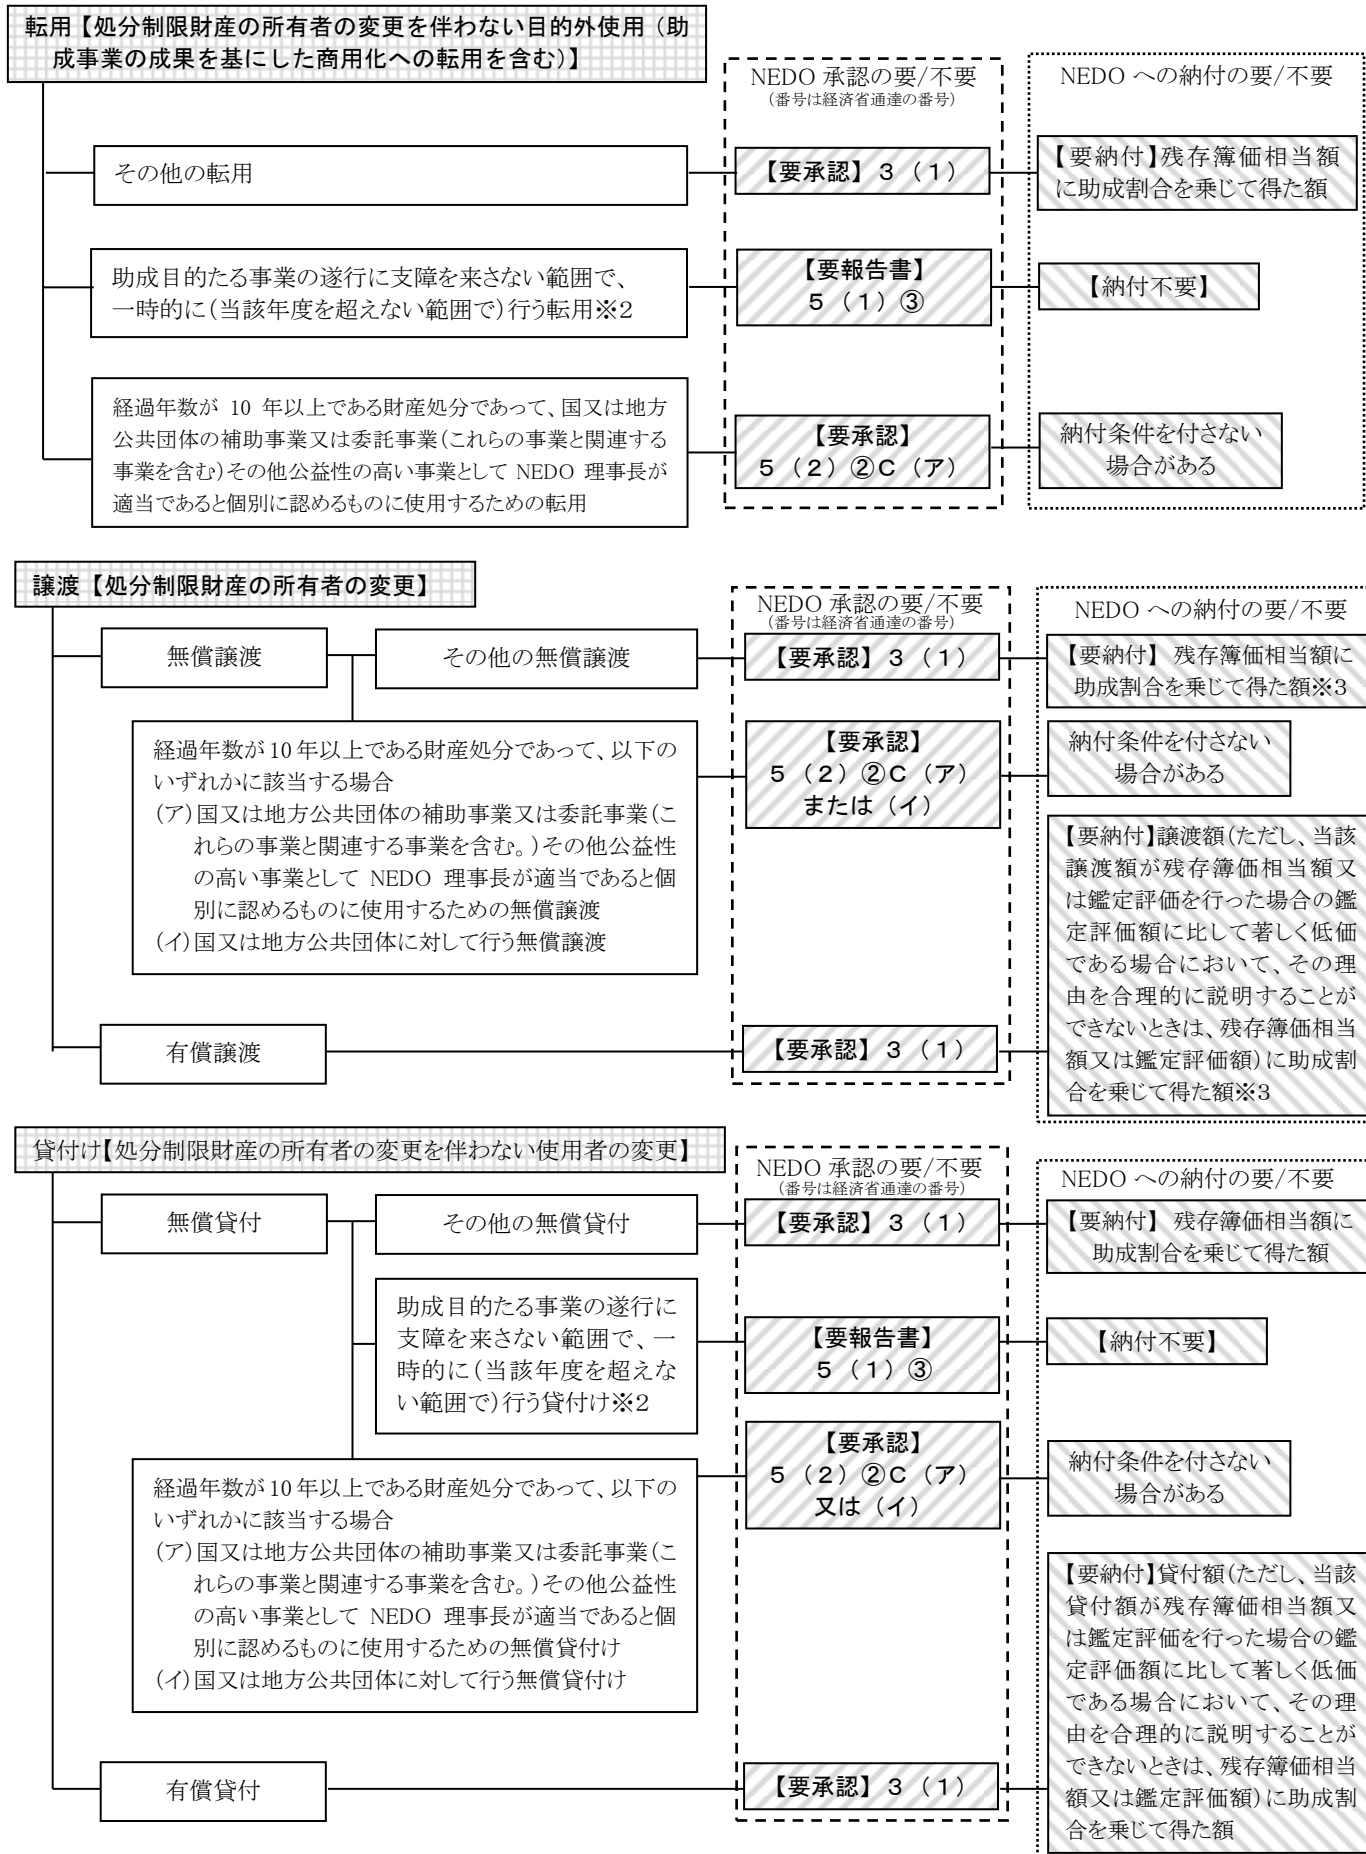 転用【処分制限財産の所有者の変更を伴わない目的外使用（助
成事業の成果を基にした商用化への転用を含む）】
NEDO 承認の要/不要
（番号は経済省通達の番号）
NEDO への納付の要/不要
その他の転用
【要承認】３（１）
【要納付】残存簿価相当額
に助成割合を乗じて得た額
助成目的たる事業の遂行に支障を来さない範囲で、
一時的に（当該年度を超えない範囲で）行う転用※2
【要報告書】
５（１）③
【納付不要】
経過年数が 10 年以上である財産処分であって、国又は地方
公共団体の補助事業又は委託事業（これらの事業と関連する
事業を含む）その他公益性の高い事業として NEDO 理事長が
適当であると個別に認めるものに使用するための転用
【要承認】
５（２）②C（ア）
納付条件を付さない
場合がある
譲渡【処分制限財産の所有者の変更】
NEDO 承認の要/不要
（番号は経済省通達の番号）
NEDO への納付の要/不要
無償譲渡
その他の無償譲渡
【要承認】３（１）
【要納付】 残存簿価相当額に
助成割合を乗じて得た額※3
経過年数が 10 年以上である財産処分であって、以下の
いずれかに該当する場合
（ア）国又は地方公共団体の補助事業又は委託事業（こ
れらの事業と関連する事業を含む。）その他公益性
の高い事業として NEDO 理事長が適当であると個
別に認めるものに使用するための無償譲渡
（イ）国又は地方公共団体に対して行う無償譲渡
【要承認】
５（２）②C（ア）
または（イ）
納付条件を付さない
場合がある
有償譲渡
【要承認】３（１）
【要納付】譲渡額（ただし、当該
譲渡額が残存簿価相当額又
は鑑定評価を行った場合の鑑
定評価額に比して著しく低価
である場合において、その理
由を合理的に説明することが
できないときは、残存簿価相当
額又は鑑定評価額）に助成割
合を乗じて得た額※3
貸付け【処分制限財産の所有者の変更を伴わない使用者の変更】
NEDO 承認の要/不要
（番号は経済省通達の番号）
NEDO への納付の要/不要
無償貸付
その他の無償貸付
【要承認】３（１）
【要納付】 残存簿価相当額に
助成割合を乗じて得た額
助成目的たる事業の遂行に
支障を来さない範囲で、一
時的に（当該年度を超えな
い範囲で）行う貸付け※2
【要報告書】
５（１）③
【納付不要】
経過年数が 10 年以上である財産処分であって、以下の
いずれかに該当する場合
（ア）国又は地方公共団体の補助事業又は委託事業（こ
れらの事業と関連する事業を含む。）その他公益性
の高い事業として NEDO 理事長が適当であると個
別に認めるものに使用するための無償貸付け
（イ）国又は地方公共団体に対して行う無償貸付け
【要承認】
５（２）②C（ア）
又は（イ）
納付条件を付さない
場合がある
有償貸付
【要承認】３（１）
【要納付】貸付額（ただし、当該
貸付額が残存簿価相当額又
は鑑定評価を行った場合の鑑
定評価額に比して著しく低価
である場合において、その理
由を合理的に説明することが
できないときは、残存簿価相当
額又は鑑定評価額）に助成割
合を乗じて得た額